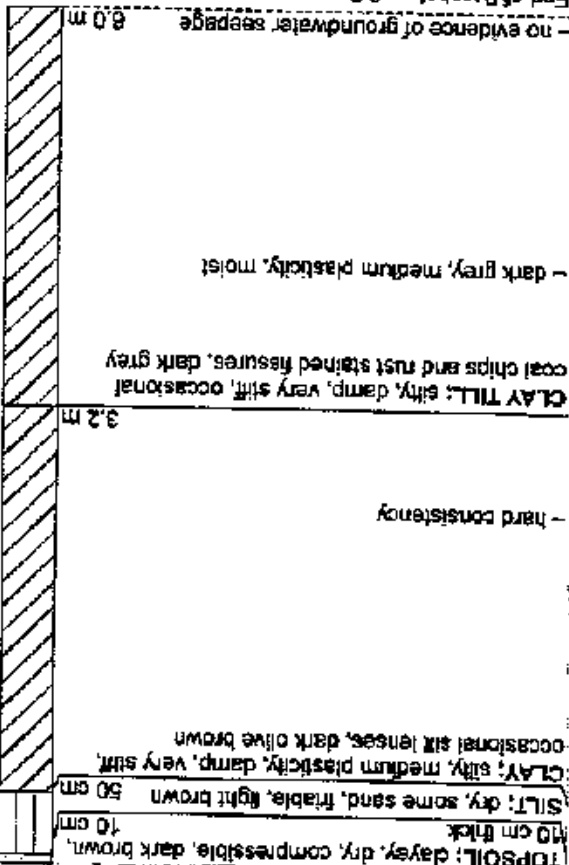 TOPSOIL: clayey, dry, compressible, dark brown,
10 cm thick
10 cm
SILT: dry, some sand, friable, light brown
50 cm
CLAY: silty, medium plasticity, damp, very stiff,
occassional silt lenses, dark olive brown
– hard consistency
3.2 m
CLAY TILL: silty, damp, very stiff, occasional
coal chips and rust stained fissures, dark grey
– dark grey, medium plasticity, moist
– no evidence of groundwater seepage
6.0 m